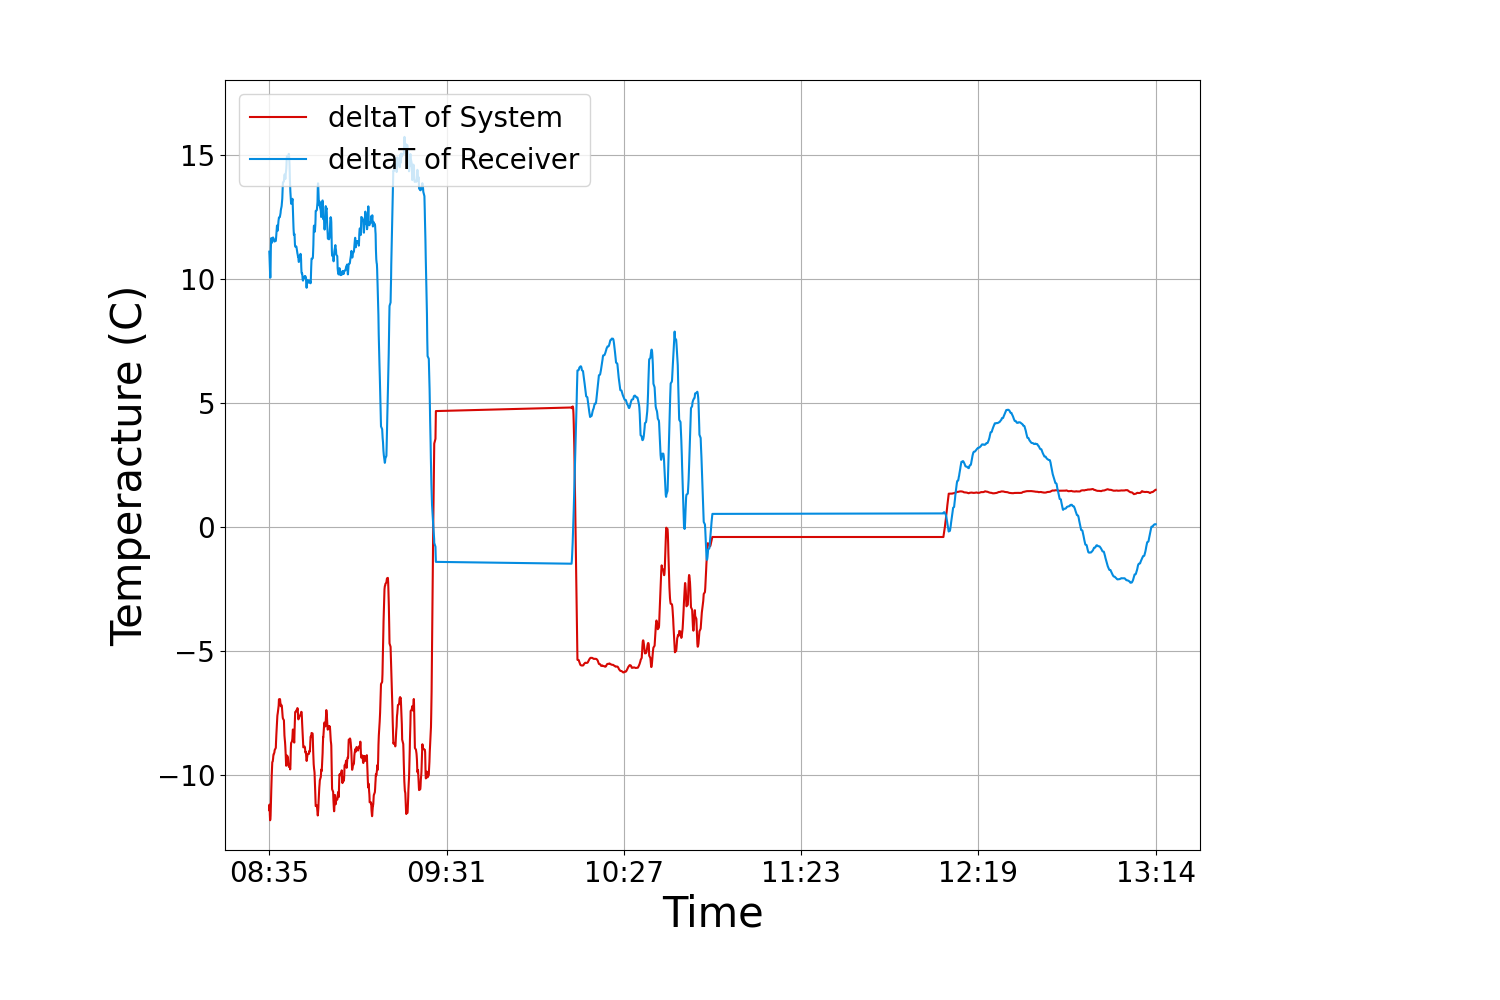 deltaT of System
deltaT of Receiver
15
10
5
0
−5
−10
Temperacture (C)
08:35 09:31 10:27 11:23 12:19 13:14
Time